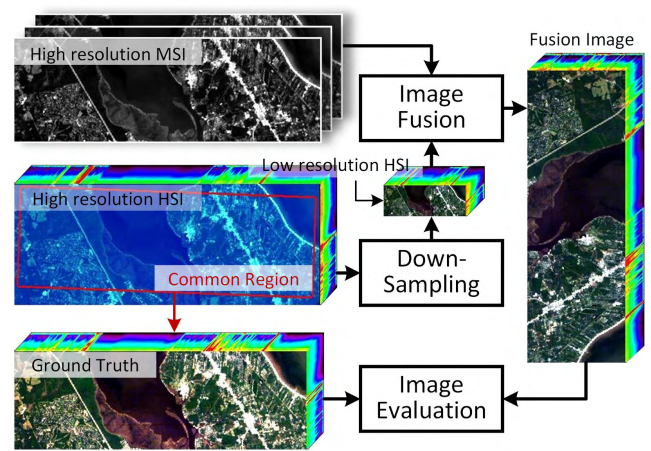 High resolution MSI
Fusion Image
Image
Fusion
Low resolution HSI
High resolution HSI
Common Region
Down-
Sampling
Ground Truth
Image
Evaluation